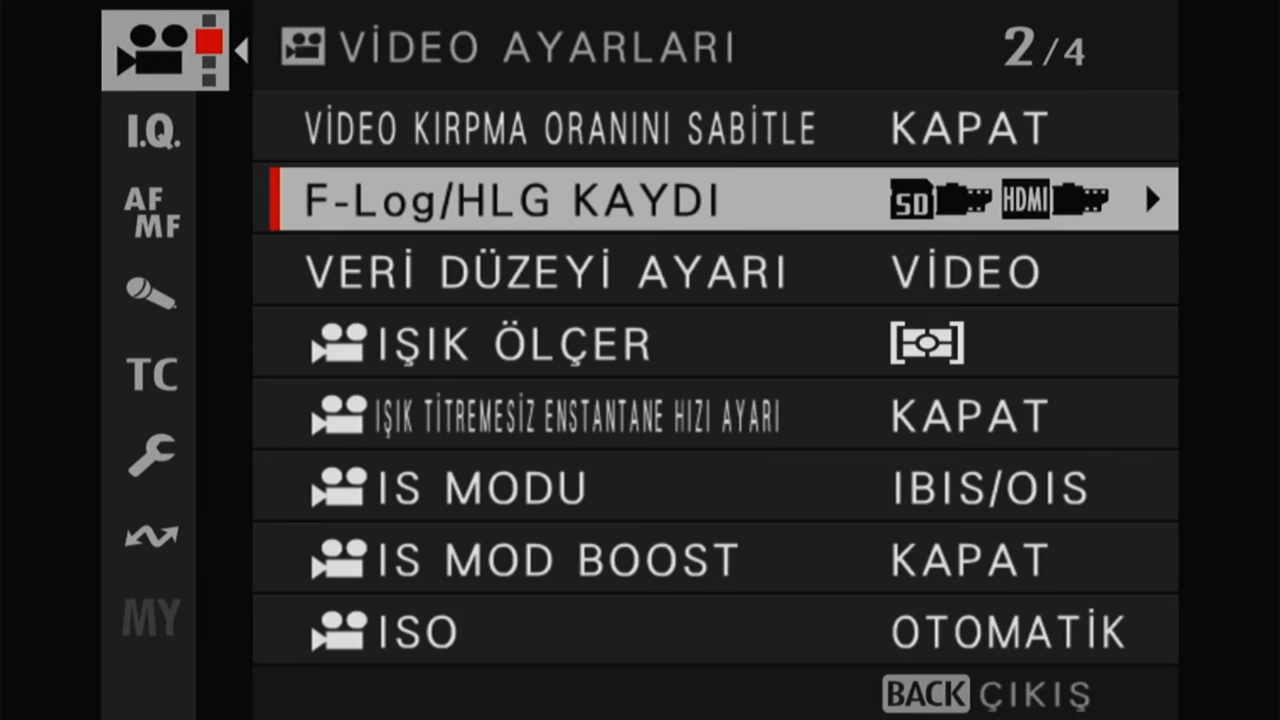 VİDEO AYARLARI 2/4
VİDEO KIRPMA ORANINI SABİTLE KAPAT
I.Q.
F-Log/HLG KAYDI SD HDMI
AF
MF
VERİ DÜZEYİ AYARI VİDEO
IŞIK ÖLÇER
TC
IŞIK TİTREMESİZ ENSTANTANE HIZI AYARI KAPAT
IS MODU IBIS/OIS
IS MOD BOOST KAPAT
MY
ISO OTOMATİK
BACK ÇIKIŞ